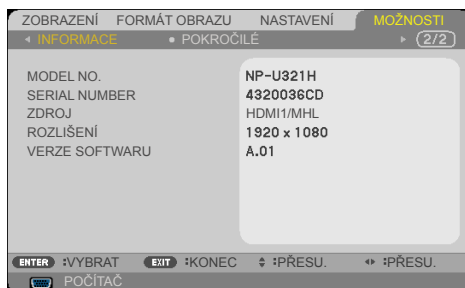 ZOBRAZENÍ FORMÁT OBRAZU NASTAVENÍ MOŽNOSTI
INFORMACE • POKROČILÉ 2/2
MODEL NO. NP-U321H
SERIAL NUMBER 4320036CD
ZDROJ HDMI1/MHL
ROZLIŠENÍ 1920 x 1080
VERZE SOFTWARU A.01
ENTER :VYBRAT EXIT :KONEC :PŘESU. :PŘESU.
POČÍTAČ